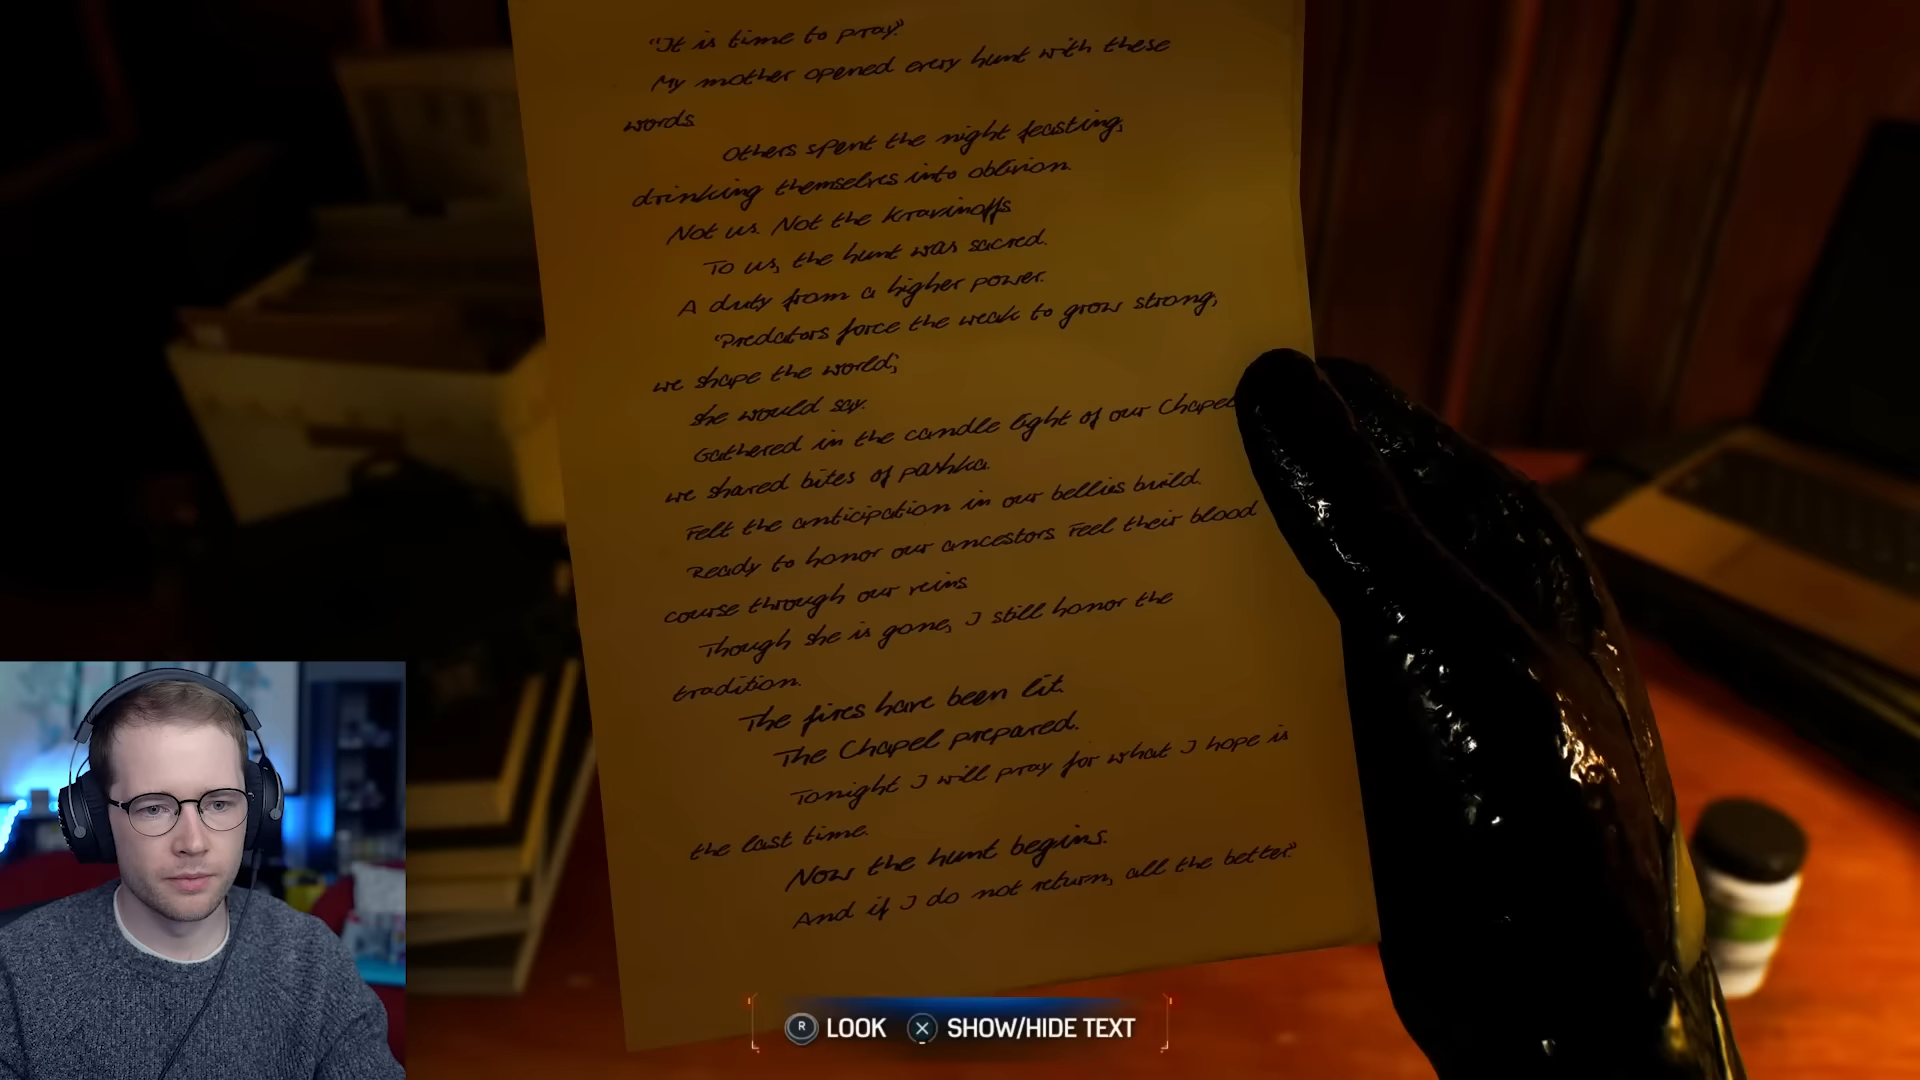 "It is time to pray."
My mother opened every hunt with these
words.
Others spent the night feasting,
drinking themselves into oblivion.
Not us. Not the Kravinoffs
To us, the hunt was sacred.
A duty from a higher power.
"Predators force the weak to grow strong,
we shape the world,"
she would say.
Gathered in the candle light of our Chapel
we shared bites of pashka.
Felt the anticipation in our bellies build.
Ready to honor our ancestors Feel their blood
course through our veins
Though she is gone, I still honor the
tradition.
The fires have been lit.
The Chapel prepared.
Tonight I will pray for what I hope is
the last time.
Now the hunt begins.
And if I do not return, all the better."
R LOOK SHOW/HIDE TEXT